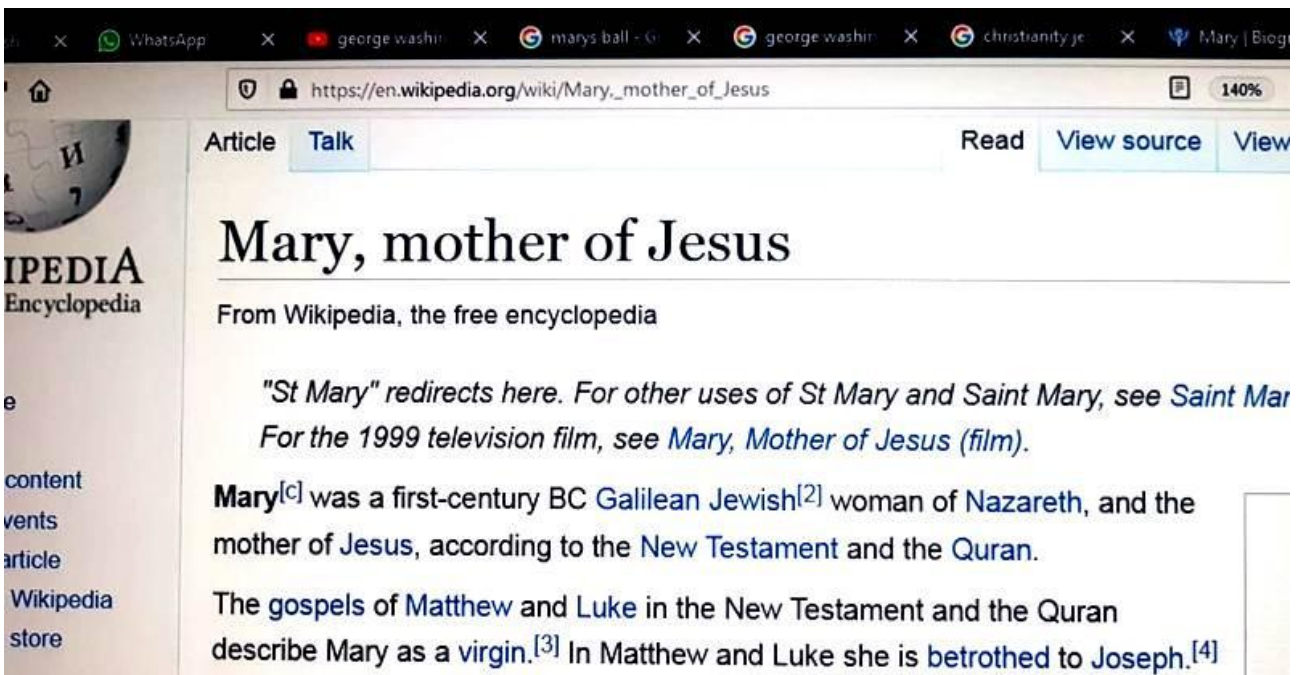 WhatsApp george washin marys ball - G george washin christianity je Mary | Biogr
https://en.wikipedia.org/wiki/Mary,_mother_of_Jesus 140%
Article Talk Read View source View
Mary, mother of Jesus
IPEDIA
Encyclopedia
From Wikipedia, the free encyclopedia
"St Mary" redirects here. For other uses of St Mary and Saint Mary, see Saint Mar
For the 1999 television film, see Mary, Mother of Jesus (film).
e
content
vents
article
Wikipedia
store
Mary[c] was a first-century BC Galilean Jewish[2] woman of Nazareth, and the
mother of Jesus, according to the New Testament and the Quran.
The gospels of Matthew and Luke in the New Testament and the Quran
describe Mary as a virgin.[3] In Matthew and Luke she is betrothed to Joseph.[4]